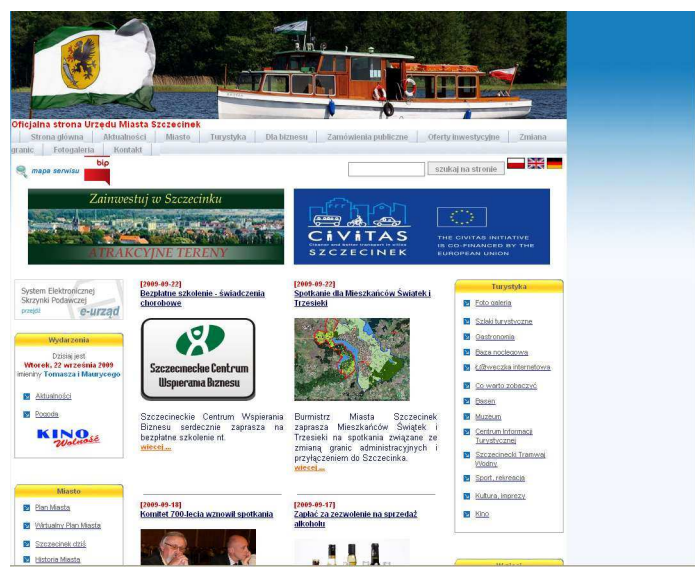 Oficjalna strona Urzędu Miasta Szczecinek
Strona główna Aktualności Miasto Turystyka Dla biznesu Zamówienia publiczne Oferty inwestycyjne Zmiana
granic Fotogaleria Kontakt
mapa serwisu
bip
szukaj na stronie
Zainwestuj w Szczecinku
ATRAKCYJNE TERENY
CiViTAS
Cleaner and better transport in cities
SZCZECINEK
THE CIVITAS INITIATIVE
IS CO-FINANCED BY THE
EUROPEAN UNION
System Elektronicznej
Skrzynki Podawczej
przejdź
e-urząd
Wydarzenia
Dzisiaj jest
Wtorek, 22 września 2009
imieniny Tomasza i Maurycego
Aktualności
Pogoda
KINO
Wolność
Miasto
Plan Miasta
Wirtualny Plan Miasta
Szczecinek dziś
Historia Miasta
[2009-09-22]
Bezpłatne szkolenie - świadczenia
chorobowe
Szczecineckie Centrum
Wspierania Biznesu
Szczecineckie Centrum Wspierania
Biznesu serdecznie zaprasza na
bezpłatne szkolenie nt.
więcej ...
[2009-09-18]
Komitet 700-lecia wznowił spotkania
[2009-09-22]
Spotkanie dla Mieszkańców Świątek i
Trzesieki
Burmistrz Miasta Szczecinek
zaprasza Mieszkańców Świątek i
Trzesieki na spotkania związane ze
zmianą granic administracyjnych i
przyłączeniem do Szczecinka.
więcej ...
[2009-09-17]
Zapłać za zezwolenie na sprzedaż
alkoholu
Turystyka
Foto galeria
Szlaki turystyczne
Gastronomia
Baza noclegowa
Ł@weczka internetowa
Co warto zobaczyć
Basen
Muzeum
Centrum Informacji
Turystycznej
Szczecinecki Tramwaj
Wodny
Sport, rekreacja
Kultura, imprezy
Kino